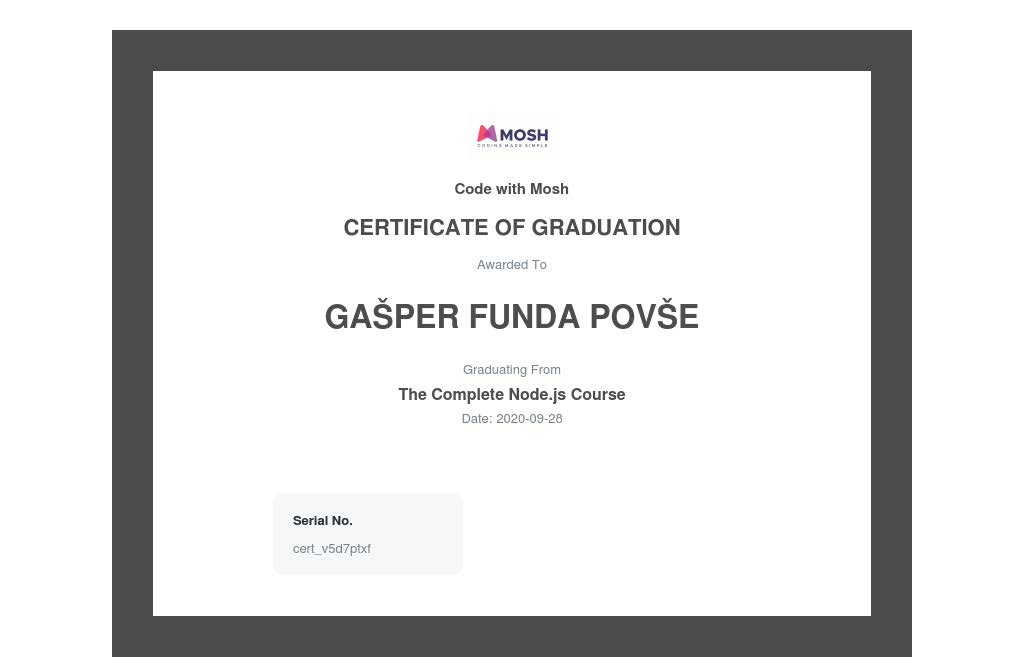 MOSH
CODING MADE SIMPLE
Code with Mosh
CERTIFICATE OF GRADUATION
Awarded To
GAŠPER FUNDA POVŠE
Graduating From
The Complete Node.js Course
Date: 2020-09-28
Serial No.
cert_v5d7ptxf